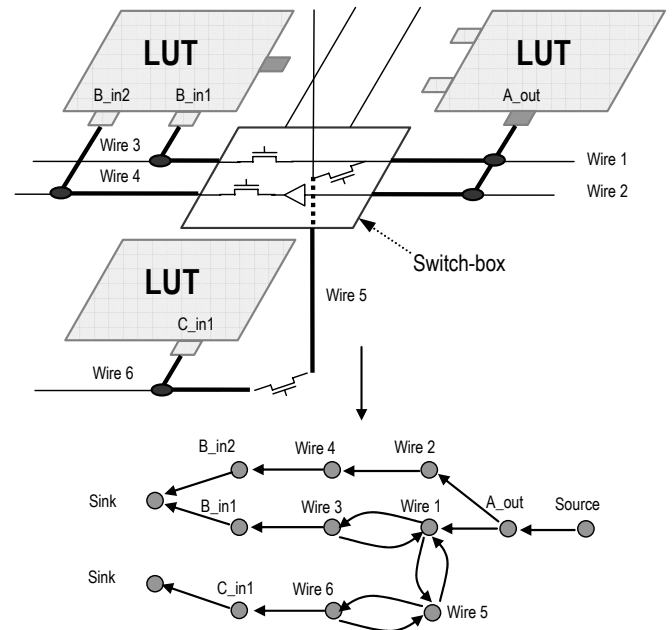 LUT
LUT
B_in2
B_in1
A_out
Wire 3
Wire 1
Wire 4
Wire 2
Switch-box
LUT
Wire 5
C_in1
Wire 6
B_in2
Wire 4
Wire 2
Sink
B_in1
Wire 3
Wire 1
A_out
Source
Sink
C_in1
Wire 6
Wire 5